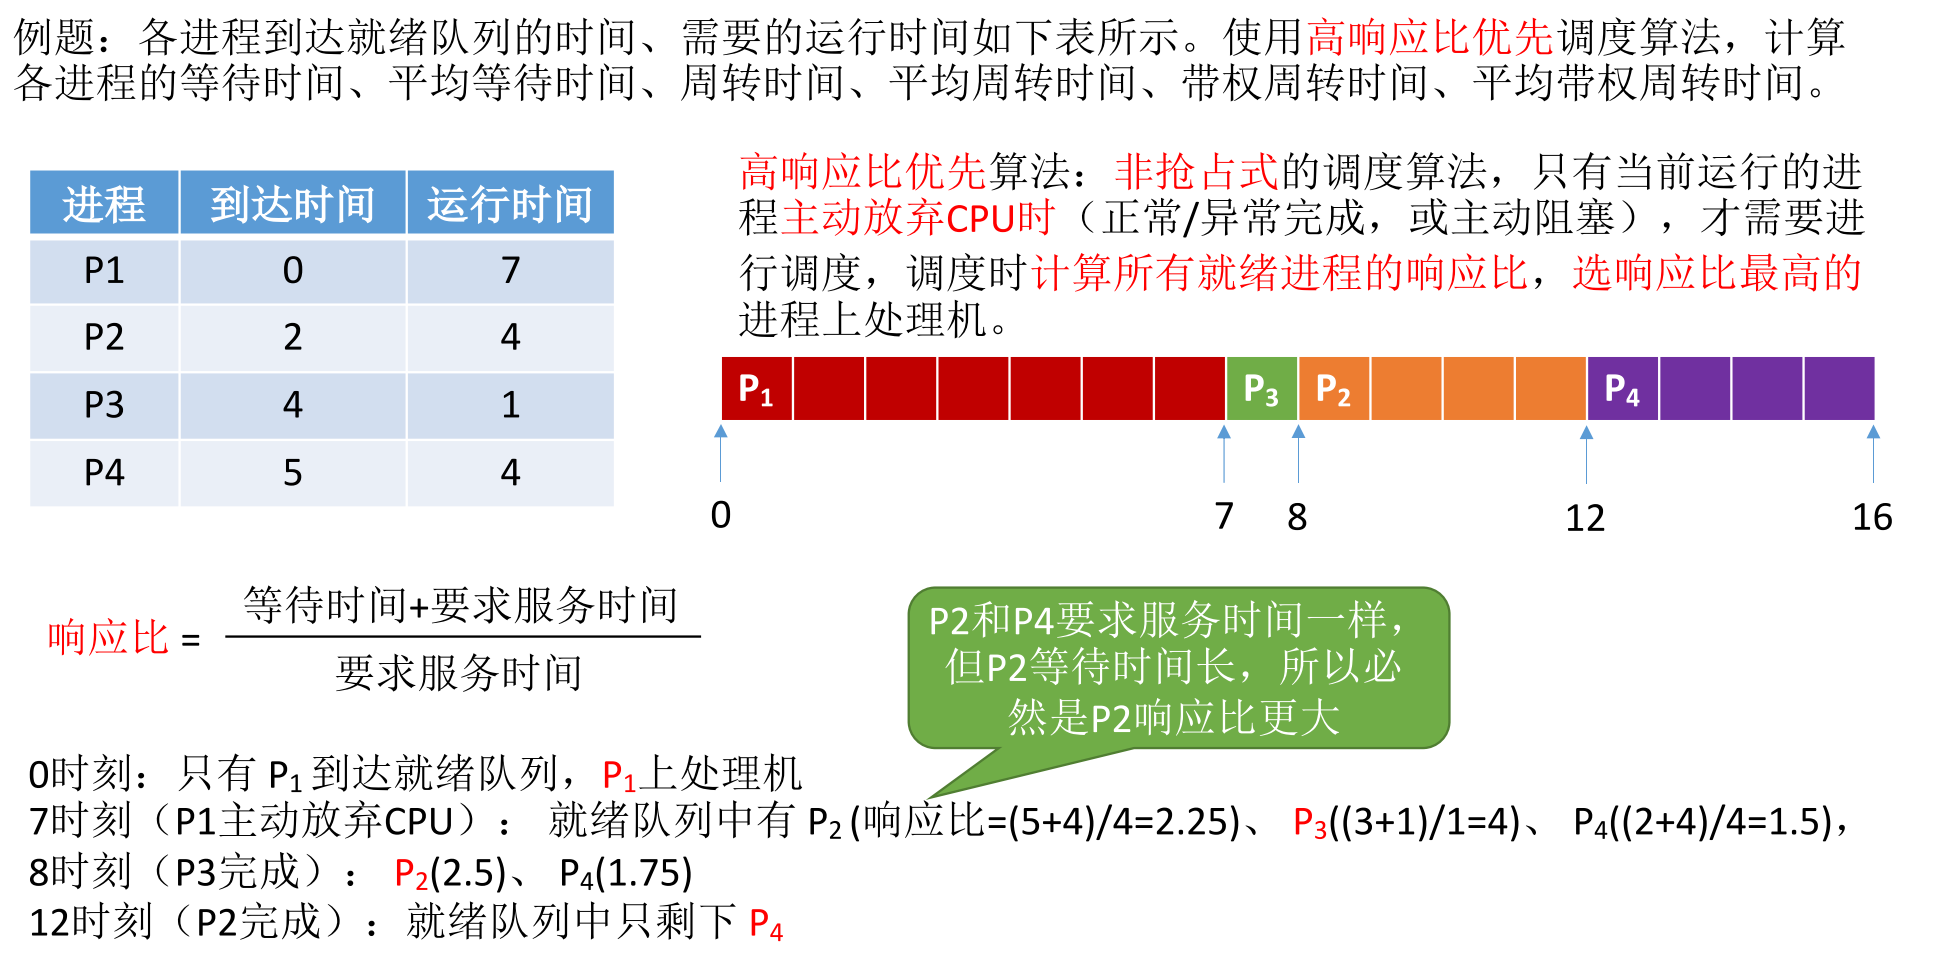 例题：各进程到达就绪队列的时间、需要的运行时间如下表所示。使用高响应比优先调度算法，计算
各进程的等待时间、平均等待时间、周转时间、平均周转时间、带权周转时间、平均带权周转时间。
进程 到达时间 运行时间
P1 0 7
P2 2 4
P3 4 1
P4 5 4
高响应比优先算法：非抢占式的调度算法，只有当前运行的进
程主动放弃CPU时（正常/异常完成，或主动阻塞），才需要进
行调度，调度时计算所有就绪进程的响应比，选响应比最高的
进程上处理机。
P₁ P₃ P₂ P₄
0 7 8 12 16
等待时间+要求服务时间
响应比 =
要求服务时间
P2和P4要求服务时间一样，
但P2等待时间长，所以必
然是P2响应比更大
0时刻：只有 P₁ 到达就绪队列，P₁上处理机
7时刻（P1主动放弃CPU）： 就绪队列中有 P₂ (响应比=(5+4)/4=2.25)、 P₃((3+1)/1=4)、 P₄((2+4)/4=1.5)，
8时刻（P3完成）： P₂(2.5)、 P₄(1.75)
12时刻（P2完成）：就绪队列中只剩下 P₄